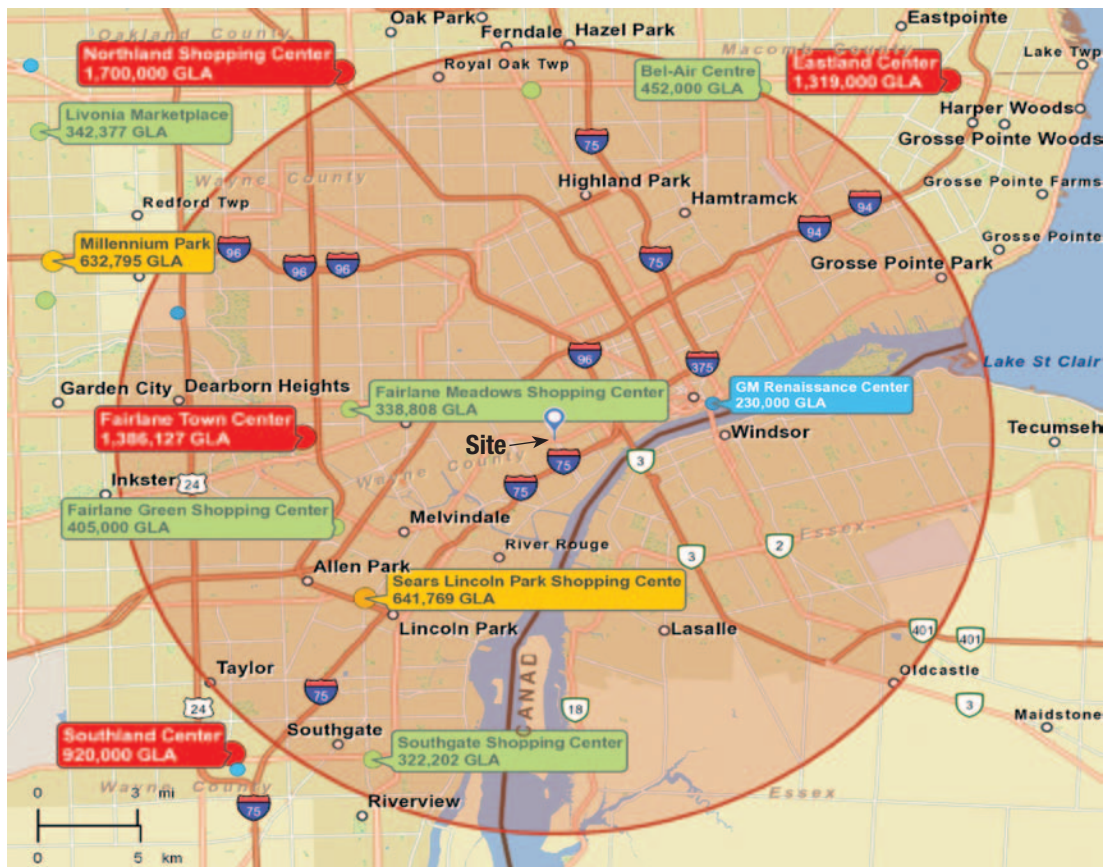 Oak Park
Eastpointe
Oakland County
Ferndale
Hazel Park
Macomb County
Lake Twp
Northland Shopping Center
1,700,000 GLA
Royal Oak Twp
Bel-Air Centre
452,000 GLA
Eastland Center
1,319,000 GLA
Livonia Marketplace
342,377 GLA
Harper Woods
Grosse Pointe Woods
75
Wayne County
Highland Park
Grosse Pointe Farms
Redford Twp
Hamtramck
94
94
Millennium Park
632,795 GLA
96
96
96
75
Grosse Pointe
Grosse Pointe Park
96
375
Lake St Clair
Garden City
Dearborn Heights
Fairlane Meadows Shopping Center
338,808 GLA
GM Renaissance Center
230,000 GLA
Fairlane Town Center
1,386,127 GLA
Site
Windsor
Tecumseh
75
3
Wayne County
Inkster
24
75
Fairlane Green Shopping Center
405,000 GLA
Melvindale
Essex
2
River Rouge
3
Allen Park
Sears Lincoln Park Shopping Cente
641,769 GLA
Lincoln Park
Lasalle
401
401
CANAD
Taylor
Oldcastle
75
24
18
3
Maidstone
Southland Center
920,000 GLA
Southgate
Southgate Shopping Center
322,202 GLA
Wayne County
0 3 mi
Riverview
Essex
75
0 5 km